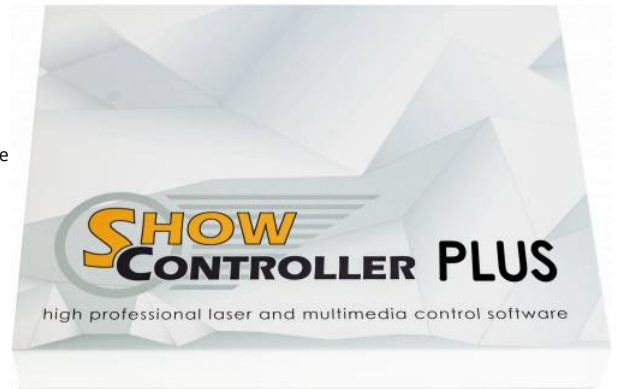 e
SHOW
CONTROLLER PLUS
high professional laser and multimedia control software